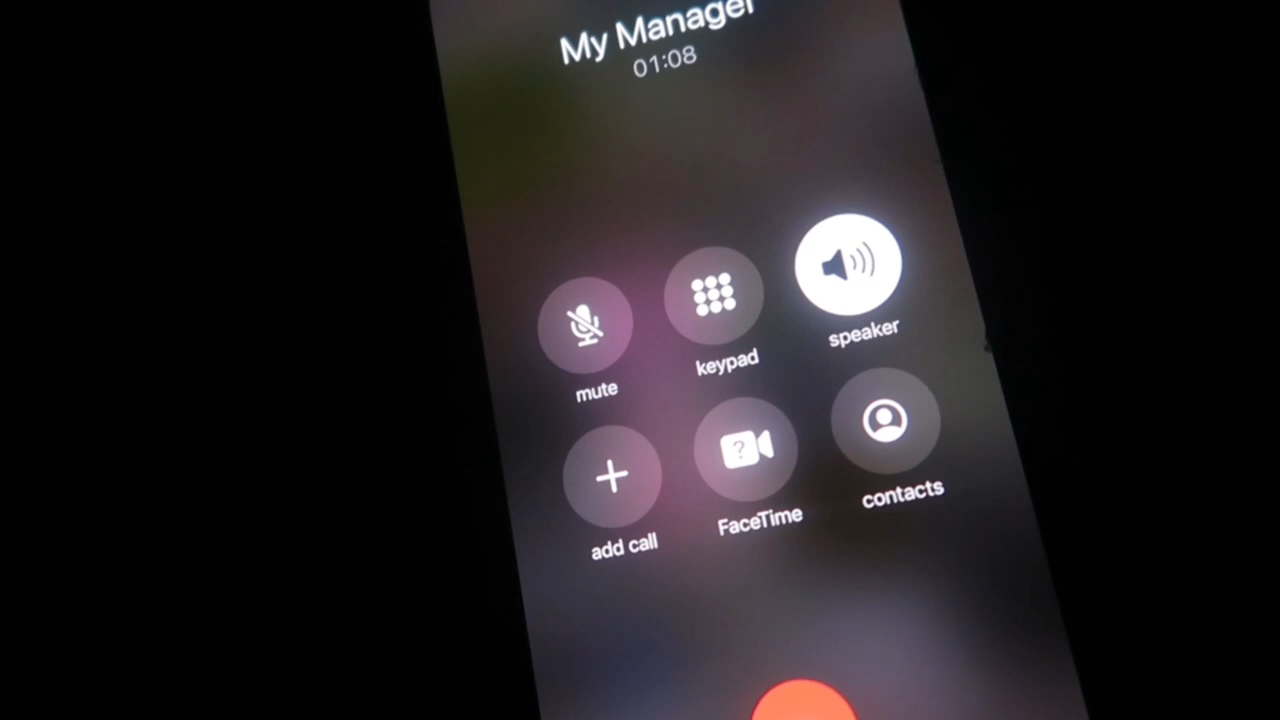 My Manager
01:08
mute
keypad
speaker
add call
FaceTime
contacts